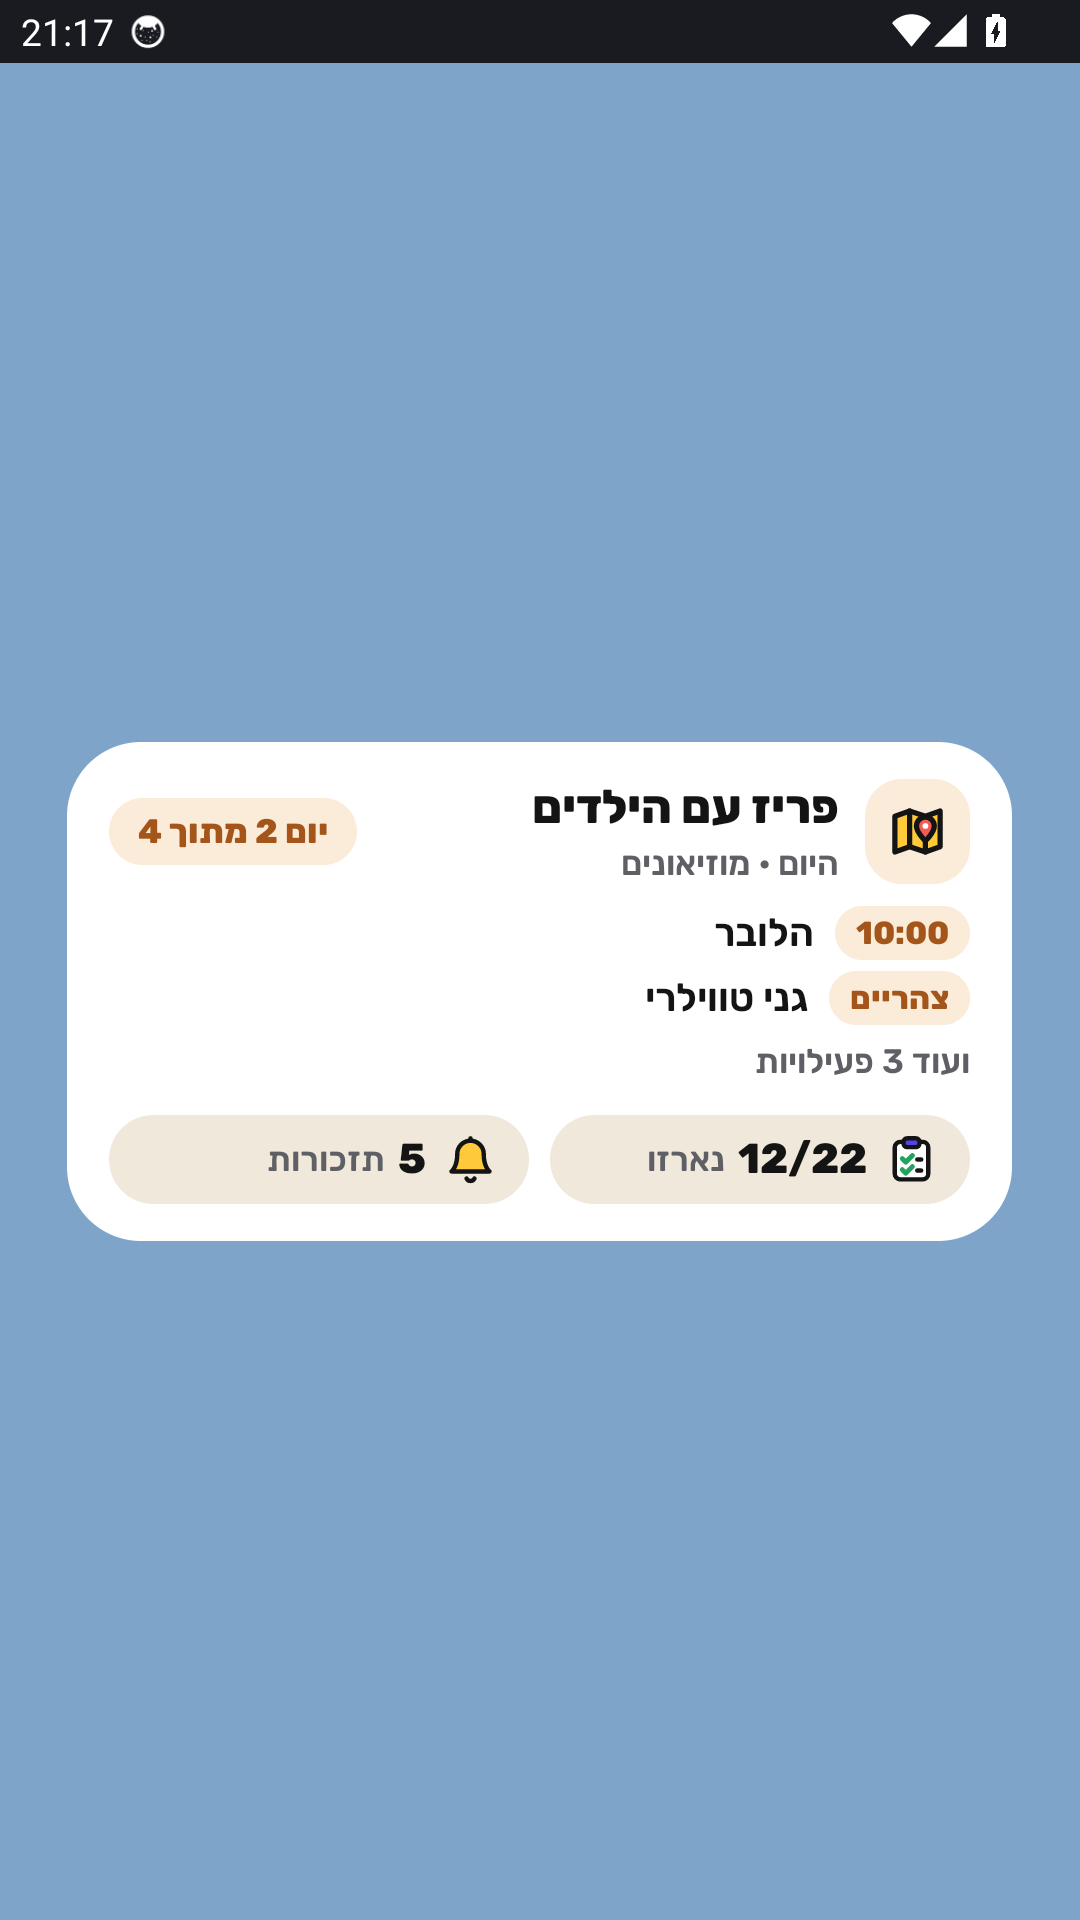 21:17
פריז עם הילדים
יום 2 מתוך 4
היום • מוזיאונים
10:00 הלובר
צהריים גני טווילרי
ועוד 3 פעילויות
12/22 נארזו
5 תזכורות